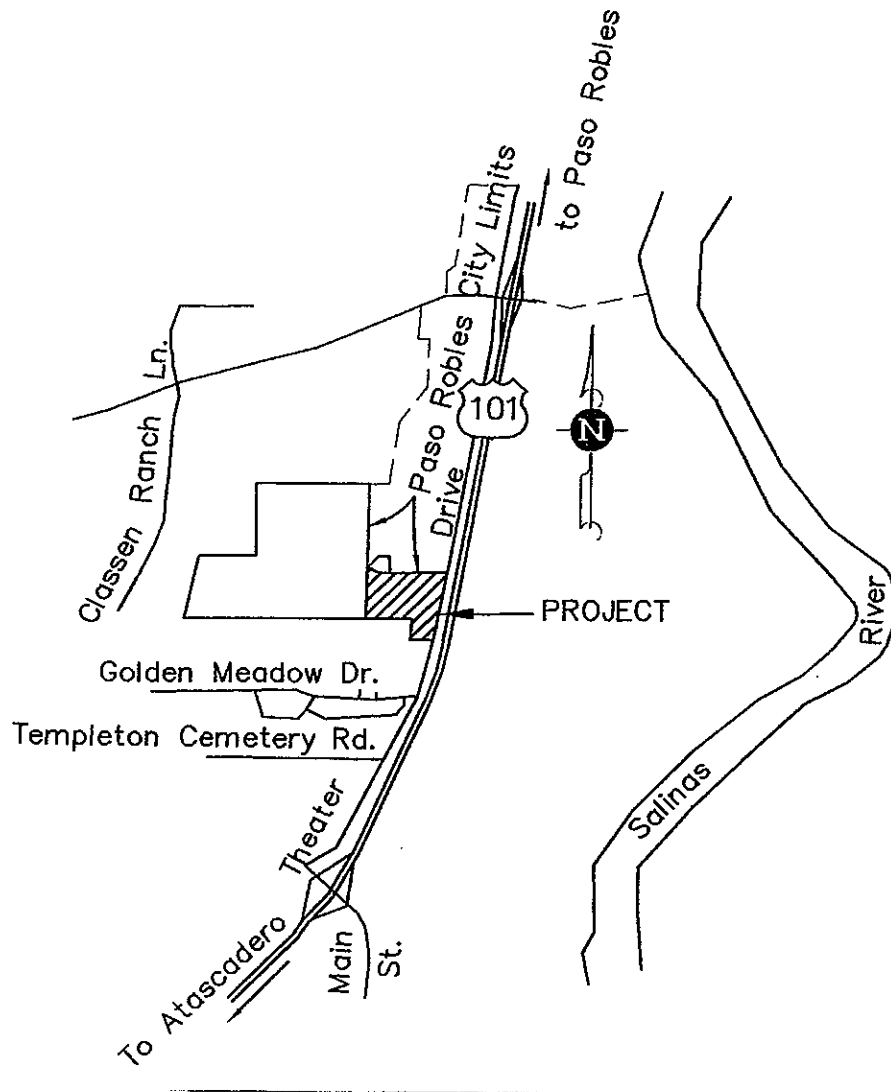 to Paso Robles
Paso Robles City Limits
Classen Ranch Ln.
101
N
Drive
PROJECT
River
Golden Meadow Dr.
Templeton Cemetery Rd.
Salinas
Theater
Main
St.
To Atascadero